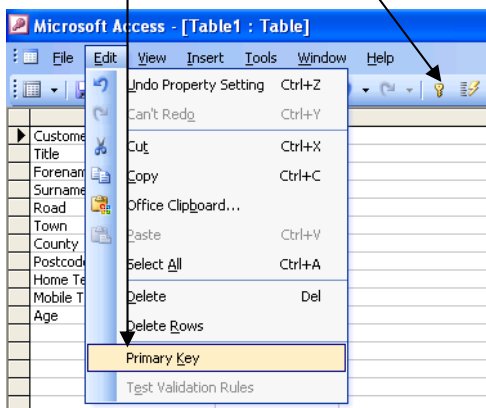 Microsoft Access - [Table1 : Table]
File Edit View Insert Tools Window Help
Undo Property Setting Ctrl+Z
Can't Redo Ctrl+Y
Cut Ctrl+X
Copy Ctrl+C
Office Clipboard...
Paste Ctrl+V
Select All Ctrl+A
Delete Del
Delete Rows
Primary Key
Test Validation Rules
Custome
Title
Forenam
Surname
Road
Town
County
Postcod
Home Te
Mobile T
Age